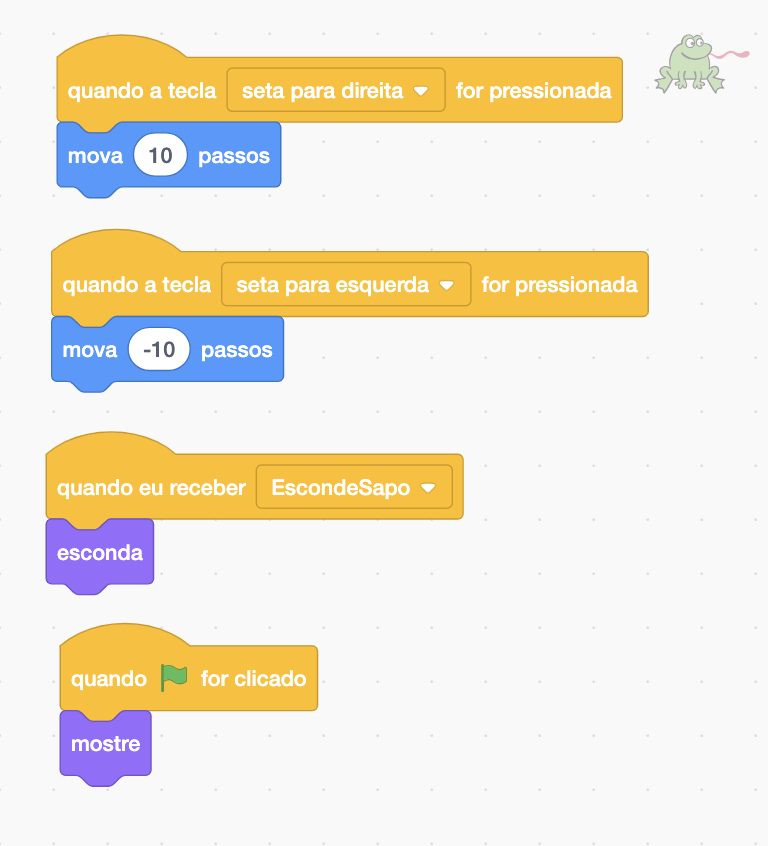 quando a tecla seta para direita for pressionada
mova 10 passos
quando a tecla seta para esquerda for pressionada
mova -10 passos
quando eu receber EscondeSapo
esconda
quando for clicado
mostre